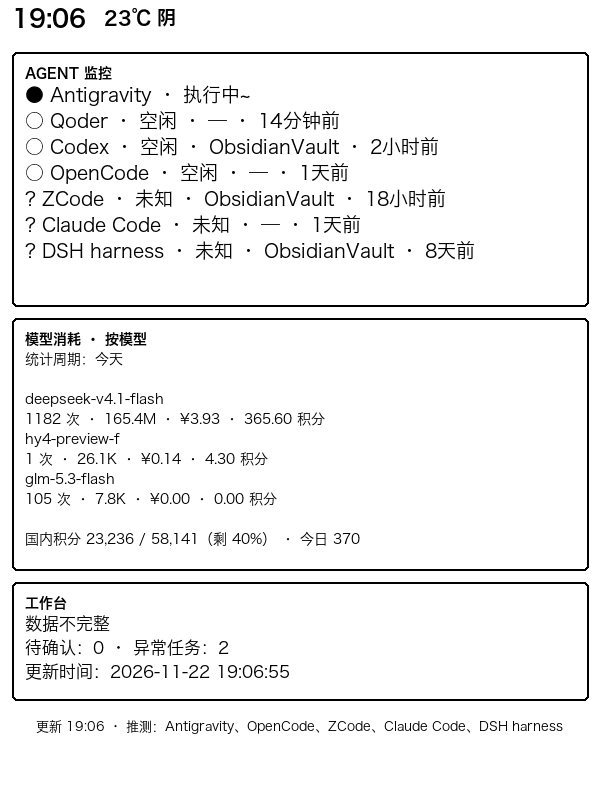 19:06 23℃ 阴
AGENT 监控
● Antigravity · 执行中~
○ Qoder · 空闲 · — · 14分钟前
○ Codex · 空闲 · ObsidianVault · 2小时前
○ OpenCode · 空闲 · — · 1天前
? ZCode · 未知 · ObsidianVault · 18小时前
? Claude Code · 未知 · — · 1天前
? DSH harness · 未知 · ObsidianVault · 8天前
模型消耗 · 按模型
统计周期：今天
deepseek-v4.1-flash
1182 次 · 165.4M · ¥3.93 · 365.60 积分
hy4-preview-f
1 次 · 26.1K · ¥0.14 · 4.30 积分
glm-5.3-flash
105 次 · 7.8K · ¥0.00 · 0.00 积分
国内积分 23,236 / 58,141（剩 40%） · 今日 370
工作台
数据不完整
待确认：0 · 异常任务：2
更新时间：2026-11-22 19:06:55
更新 19:06 · 推测：Antigravity、OpenCode、ZCode、Claude Code、DSH harness